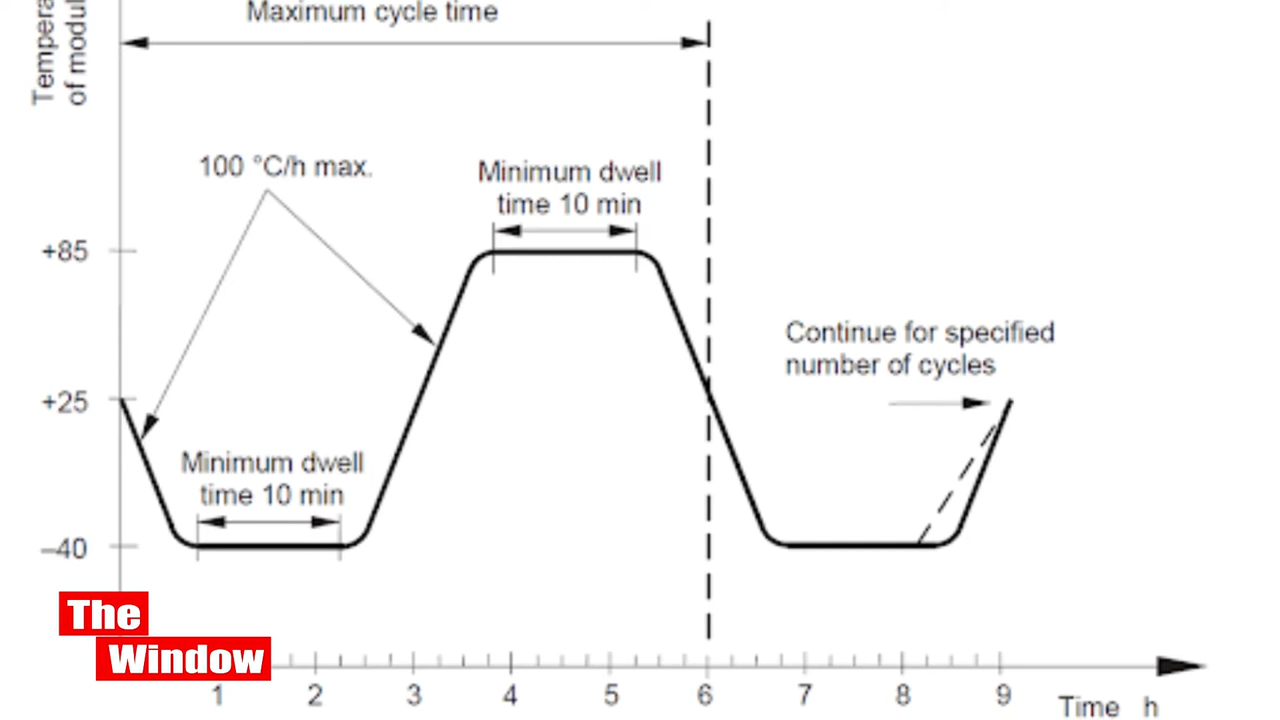 Maximum cycle time
of modul
100 °C/h max.
Minimum dwell
time 10 min
+85
Continue for specified
number of cycles
+25
Minimum dwell
time 10 min
–40
The
Window
1 2 3 4 5 6 7 8 9
Time h